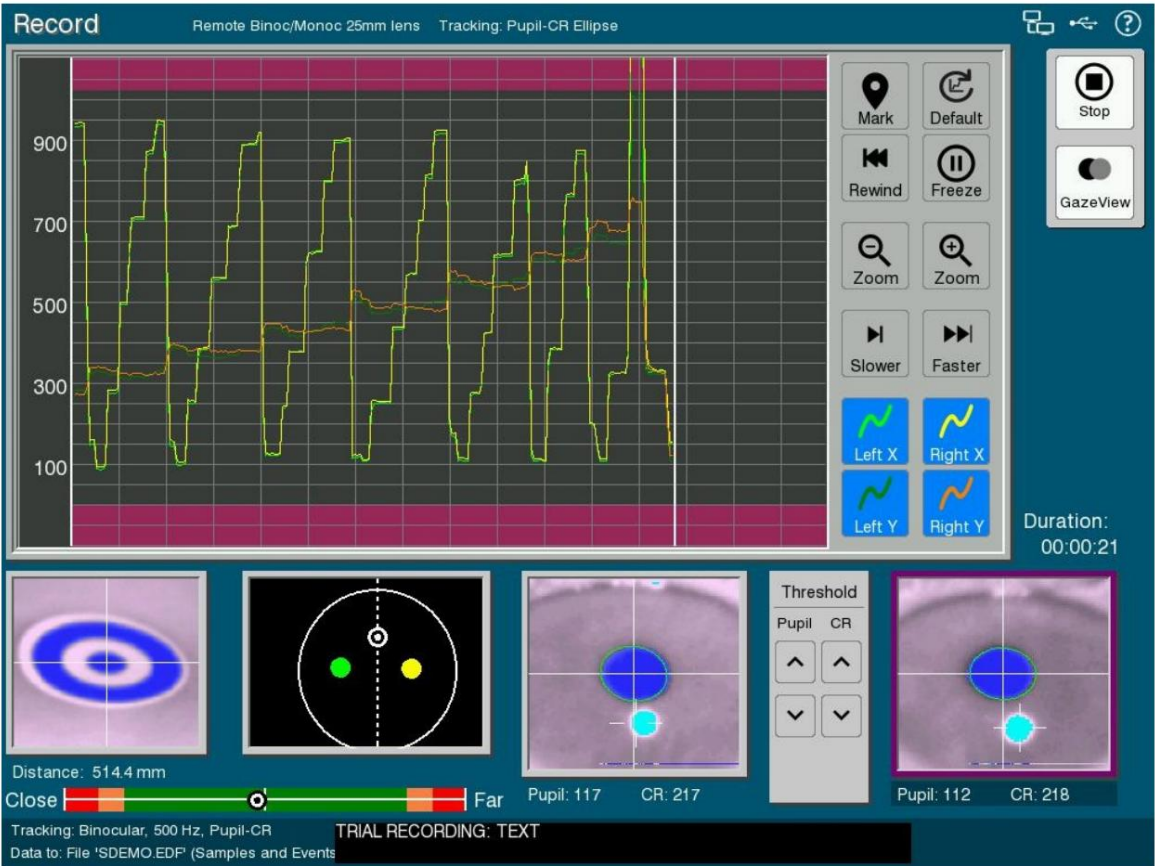 Record
Remote Binoc/Monoc 25mm lens Tracking: Pupil-CR Ellipse
?
900
700
500
300
100
Mark Default
Rewind Freeze
Zoom Zoom
Slower Faster
Left X Right X
Left Y Right Y
Stop
GazeView
Duration:
00:00:21
Threshold
Pupil CR
Distance: 514.4 mm
Close Far
Pupil: 117 CR: 217
Pupil: 112 CR: 218
Tracking: Binocular, 500 Hz, Pupil-CR
Data to: File 'SDEMO.EDF' (Samples and Events
TRIAL RECORDING: TEXT